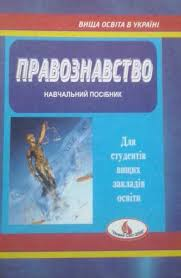 ВИЩА ОСВІТА В УКРАЇНІ
ПРАВОЗНАВСТВО
НАВЧАЛЬНИЙ ПОСІБНИК
Для
студентів
вищих
закладів
освіти